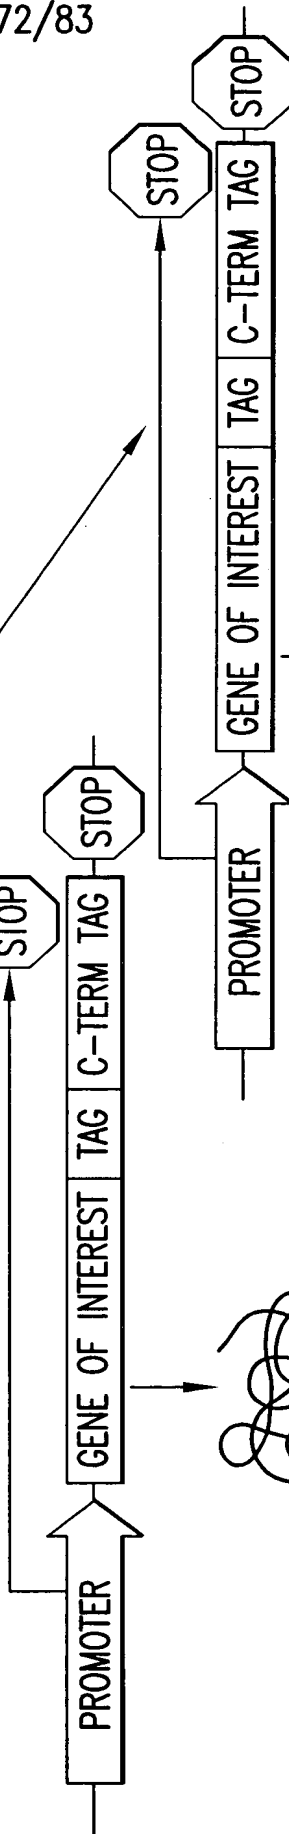 72/83
STOP
PROMOTER
GENE OF INTEREST
TAG
C-TERM TAG
STOP
STOP
PROMOTER
GENE OF INTEREST
TAG
C-TERM TAG
STOP